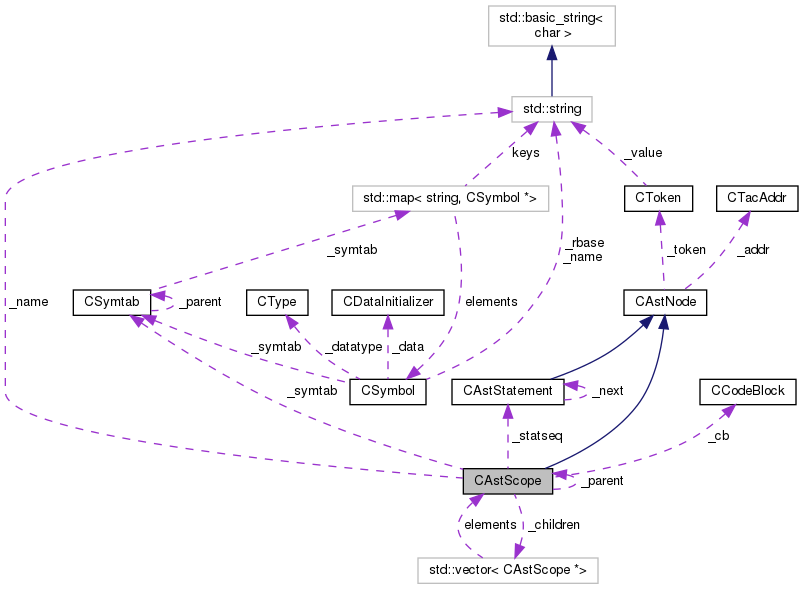 std::basic_string<
char >
std::string
keys
_value
std::map< string, CSymbol *>
CToken
CTacAddr
_symtab
_rbase
_name
_token
_addr
_name
CSymtab
_parent
CType
CDataInitializer
elements
CAstNode
_symtab
_datatype
_data
_symtab
CSymbol
CAstStatement
_next
CCodeBlock
_statseq
_cb
CAstScope
_parent
elements
_children
std::vector< CAstScope *>